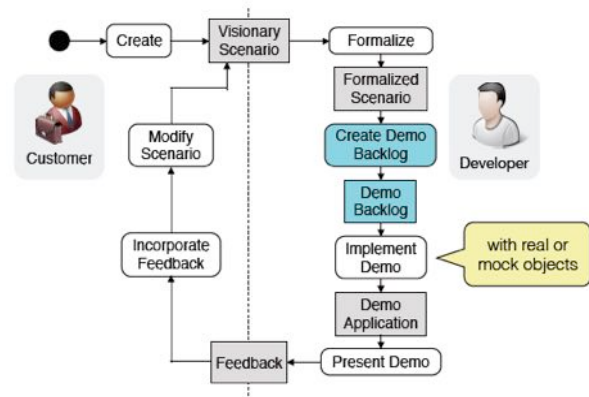 Create
Visionary
Scenario
Formalize
Formalized
Scenario
Customer
Modify
Scenario
Create Demo
Backlog
Developer
Demo
Backlog
Incorporate
Feedback
Implement
Demo
with real or
mock objects
Demo
Application
Feedback
Present Demo